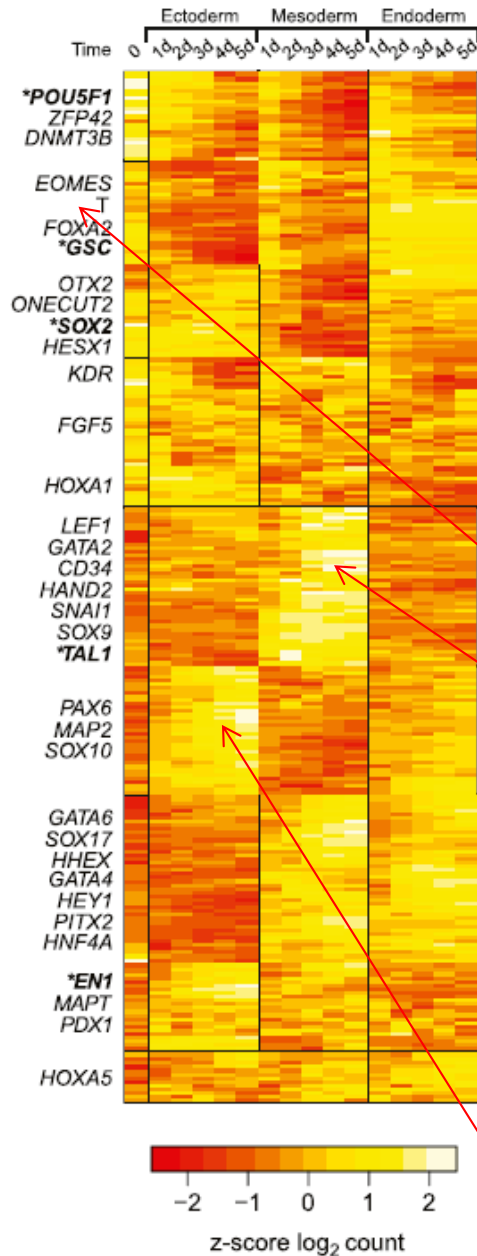 Ectoderm Mesoderm Endoderm
Time 0 1d 2d 3d 4d 5d 1d 2d 3d 4d 5d 1d 2d 3d 4d 5d
*POU5F1
ZFP42
DNMT3B
EOMES
T
FOXA2
*GSC
OTX2
ONECUT2
*SOX2
HESX1
KDR
FGF5
HOXA1
LEF1
GATA2
CD34
HAND2
SNAI1
SOX9
*TAL1
PAX6
MAP2
SOX10
GATA6
SOX17
HHEX
GATA4
HEY1
PITX2
HNF4A
*EN1
MAPT
PDX1
HOXA5
−2 −1 0 1 2
z-score log2 count